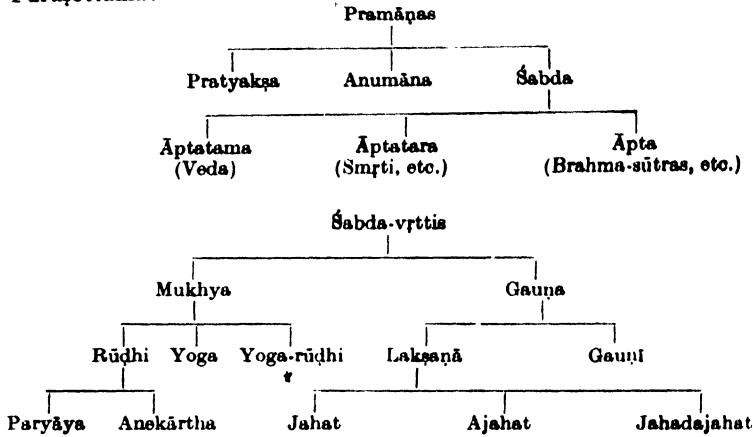 Pramāṇas
Pratyakṣa Anumāna Śabda
Āptatama Āptatara Āpta
(Veda) (Smṛti, etc.) (Brahma-sūtras, etc.)
Śabda-vṛttis
Mukhya Gauṇa
Rūḍhi Yoga Yoga-rūḍhi Lakṣaṇā Gauṇī
Paryāya Anekārtha Jahat Ajahat Jahadajahat